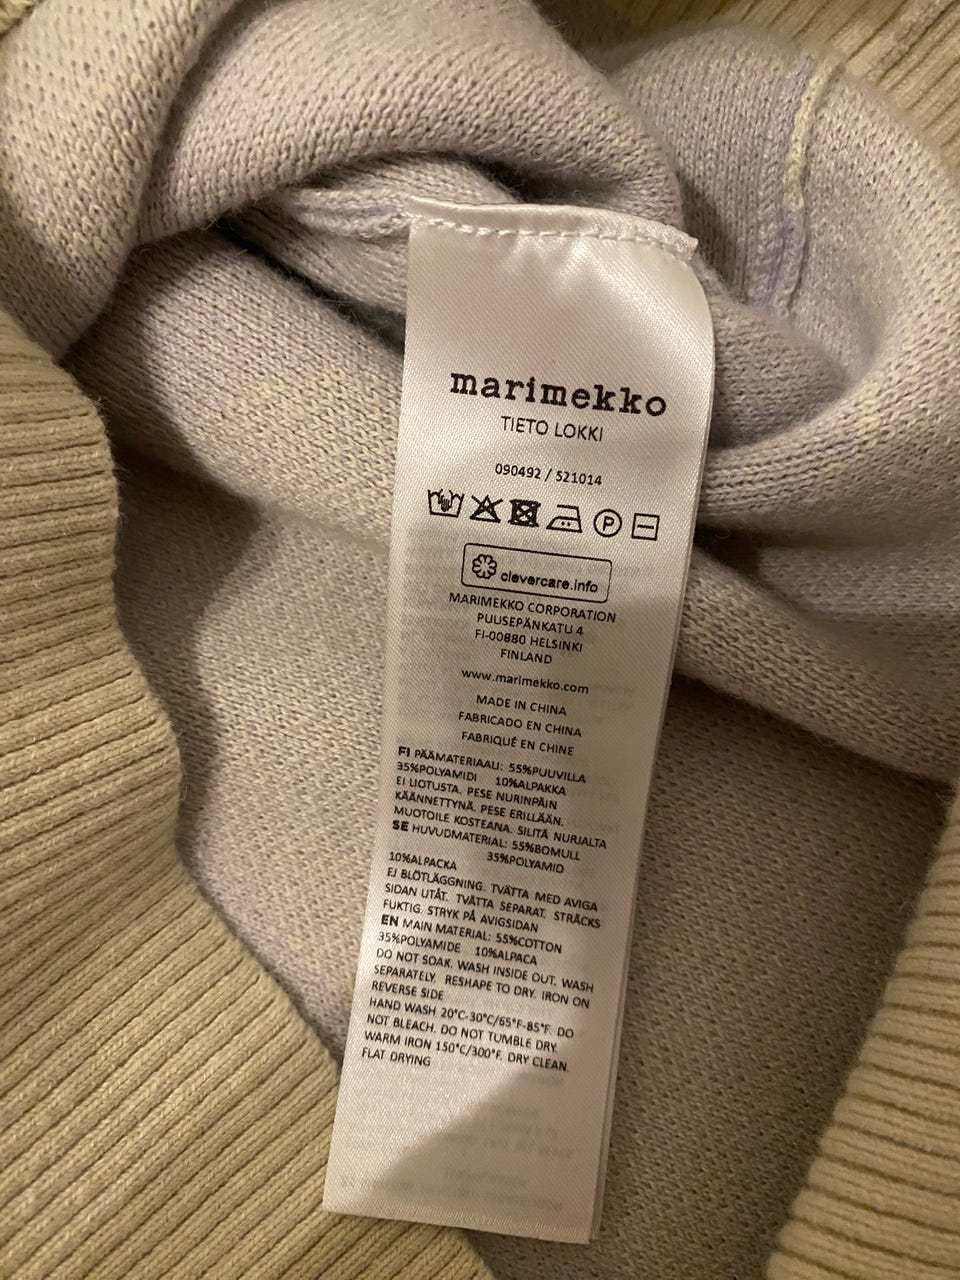 marimekko
TIETO LOKKI
090492 / 521014
P
clevercare.info
MARIMEKKO CORPORATION
PUUSEPÄNKATU 4
FI-00880 HELSINKI
FINLAND
www.marimekko.com
MADE IN CHINA
FABRICADO EN CHINA
FABRIQUÉ EN CHINE
FI PÄÄMATERIAALI: 55%PUUVILLA
35%POLYAMIDI 10%ALPAKKA
EI LIOTUSTA. PESE NURINPÄIN
KÄÄNNETTYNÄ. PESE ERILLÄÄN.
MUOTOILE KOSTEANA. SILITÄ NURJALTA
SE HUVUDMATERIAL: 55%BOMULL
35%POLYAMID
10%ALPACKA
EJ BLÖTLÄGGNING. TVÄTTA MED AVIGA
SIDAN UTÅT. TVÄTTA SEPARAT. STRÄCKS
FUKTIG. STRYK PÅ AVIGSIDAN
EN MAIN MATERIAL: 55%COTTON
35%POLYAMIDE 10%ALPACA
DO NOT SOAK. WASH INSIDE OUT. WASH
SEPARATELY. RESHAPE TO DRY. IRON ON
REVERSE SIDE
HAND WASH 20°C-30°C/65°F-85°F. DO
NOT BLEACH. DO NOT TUMBLE DRY.
WARM IRON 150°C/300°F. DRY CLEAN.
FLAT DRYING